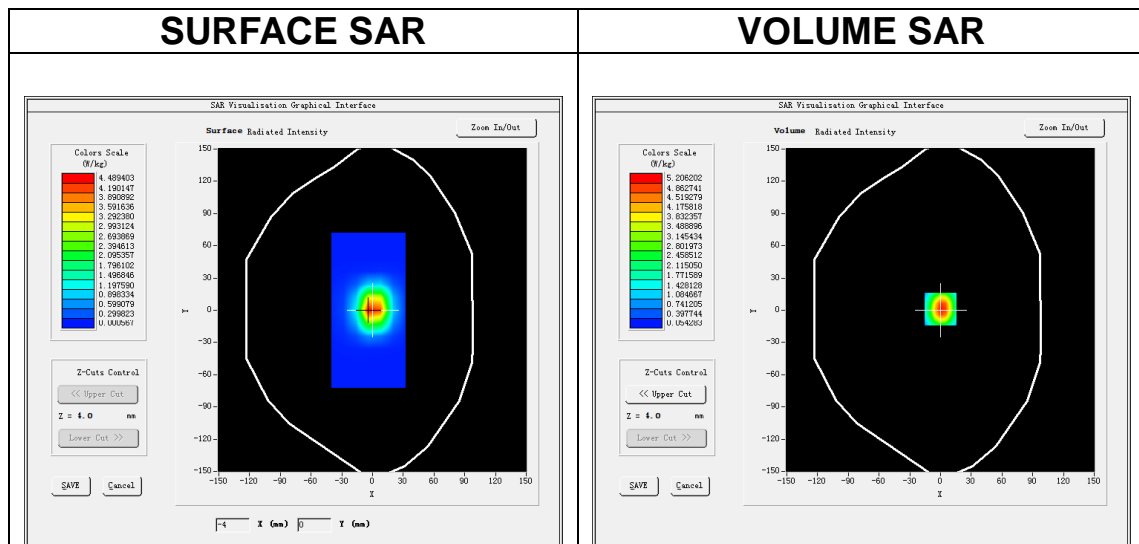 SURFACE SAR
VOLUME SAR
SAR Visualisation Graphical Interface
Surface Radiated Intensity
Zoom In/Out
Colors Scale
(W/kg)
4.489403
4.190147
3.890892
3.591636
3.292380
2.993124
2.693869
2.394613
2.095357
1.796102
1.496846
1.197590
0.898334
0.599079
0.299823
0.000567
150
120
90
60
30
0
-30
-60
-90
-120
-150
Y
-150 -120 -90 -60 -30 0 30 60 90 120 150
X
Z-Cuts Control
<< Upper Cut
Z = 4.0 mm
Lower Cut >>
SAVE Cancel
-4 X (mm) 0 Y (mm)
SAR Visualisation Graphical Interface
Volume Radiated Intensity
Zoom In/Out
Colors Scale
(W/kg)
5.206202
4.862741
4.519279
4.175818
3.832357
3.488896
3.145434
2.801973
2.458512
2.115050
1.771589
1.428128
1.084667
0.741205
0.397744
0.054283
150
120
90
60
30
0
-30
-60
-90
-120
-150
Y
-150 -120 -90 -60 -30 0 30 60 90 120 150
X
Z-Cuts Control
<< Upper Cut
Z = 4.0 mm
Lower Cut >>
SAVE Cancel